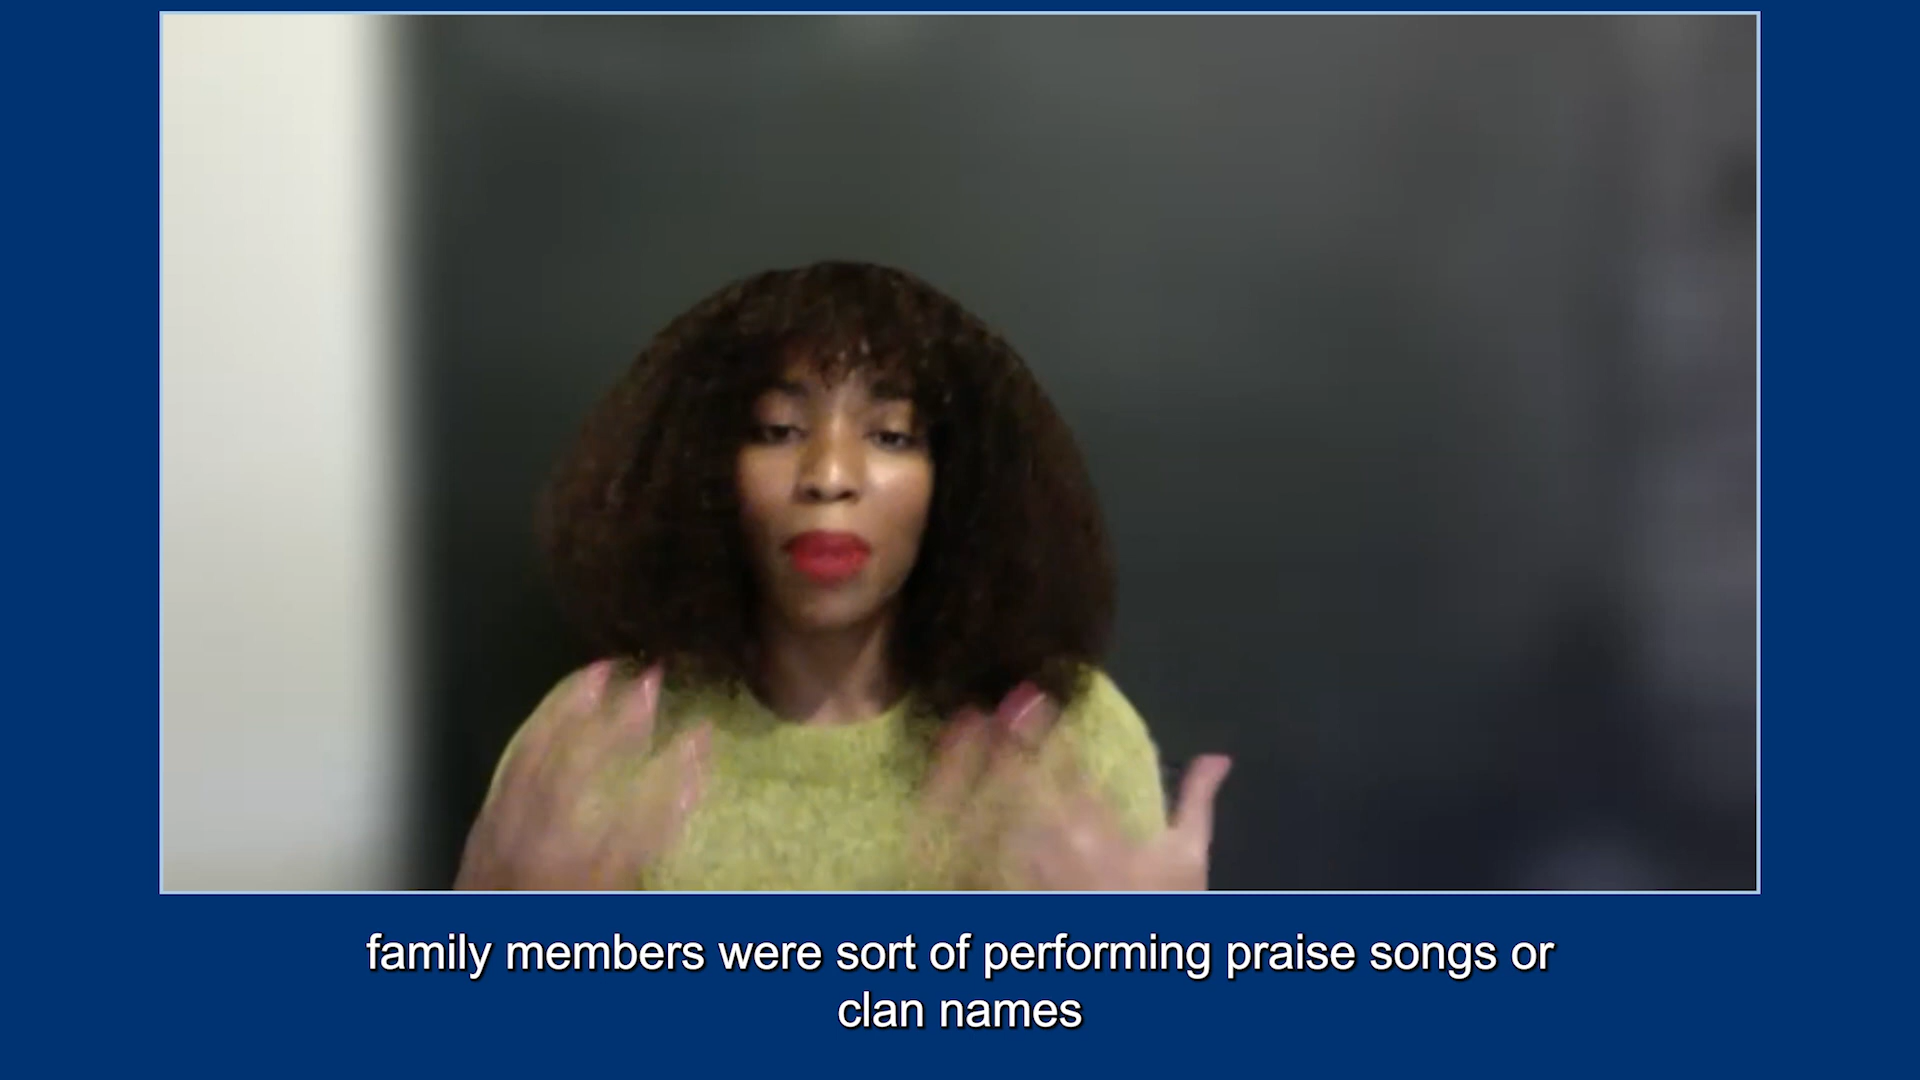 family members were sort of performing praise songs or
clan names